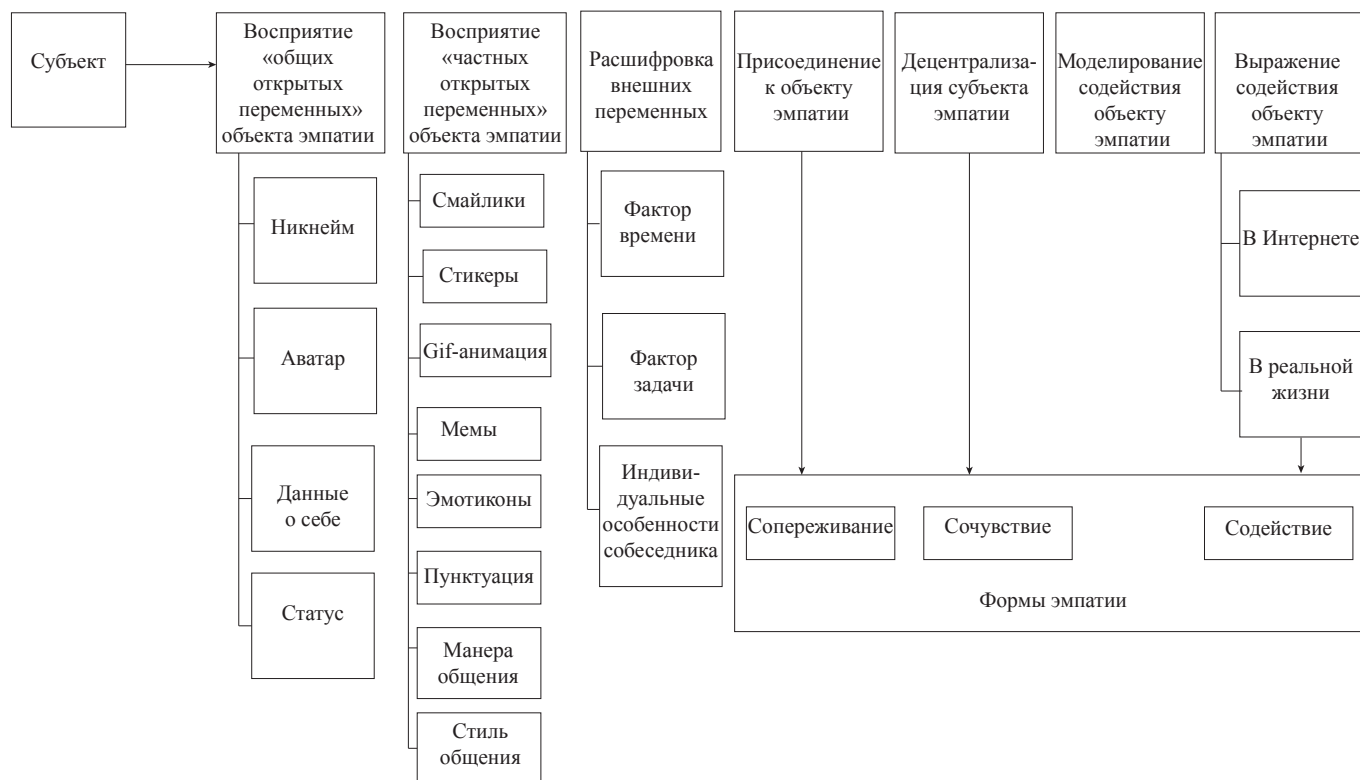 Субъект
Восприятие
«общих
открытых
переменных»
объекта эмпатии
Восприятие
«частных
открытых
переменных»
объекта эмпатии
Расшифровка
внешних
переменных
Присоединение
к объекту
эмпатии
Децентрализа-
ция субъекта
эмпатии
Моделирование
содействия
объекту
эмпатии
Выражение
содействия
объекту
эмпатии
Никнейм
Аватар
Данные
о себе
Статус
Смайлики
Стикеры
Gif-анимация
Мемы
Эмотиконы
Пунктуация
Манера
общения
Стиль
общения
Фактор
времени
Фактор
задачи
Индиви-
дуальные
особенности
собеседника
В Интернете
В реальной
жизни
Сопереживание
Сочувствие
Содействие
Формы эмпатии